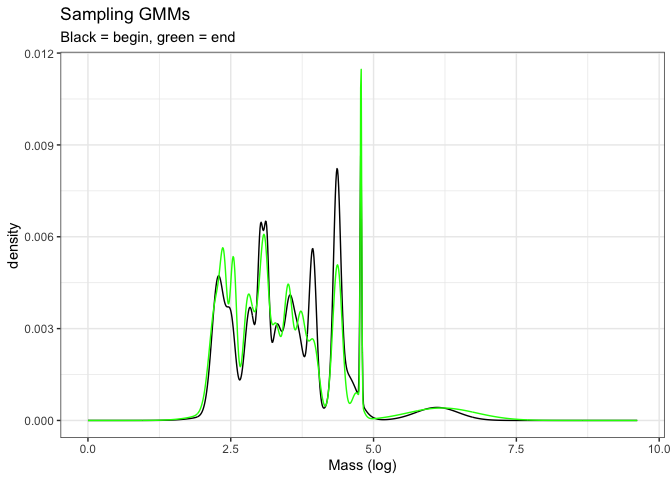 Sampling GMMs
Black = begin, green = end
0.012
0.009
0.006
0.003
0.000
density
0.0 2.5 5.0 7.5 10.0
Mass (log)